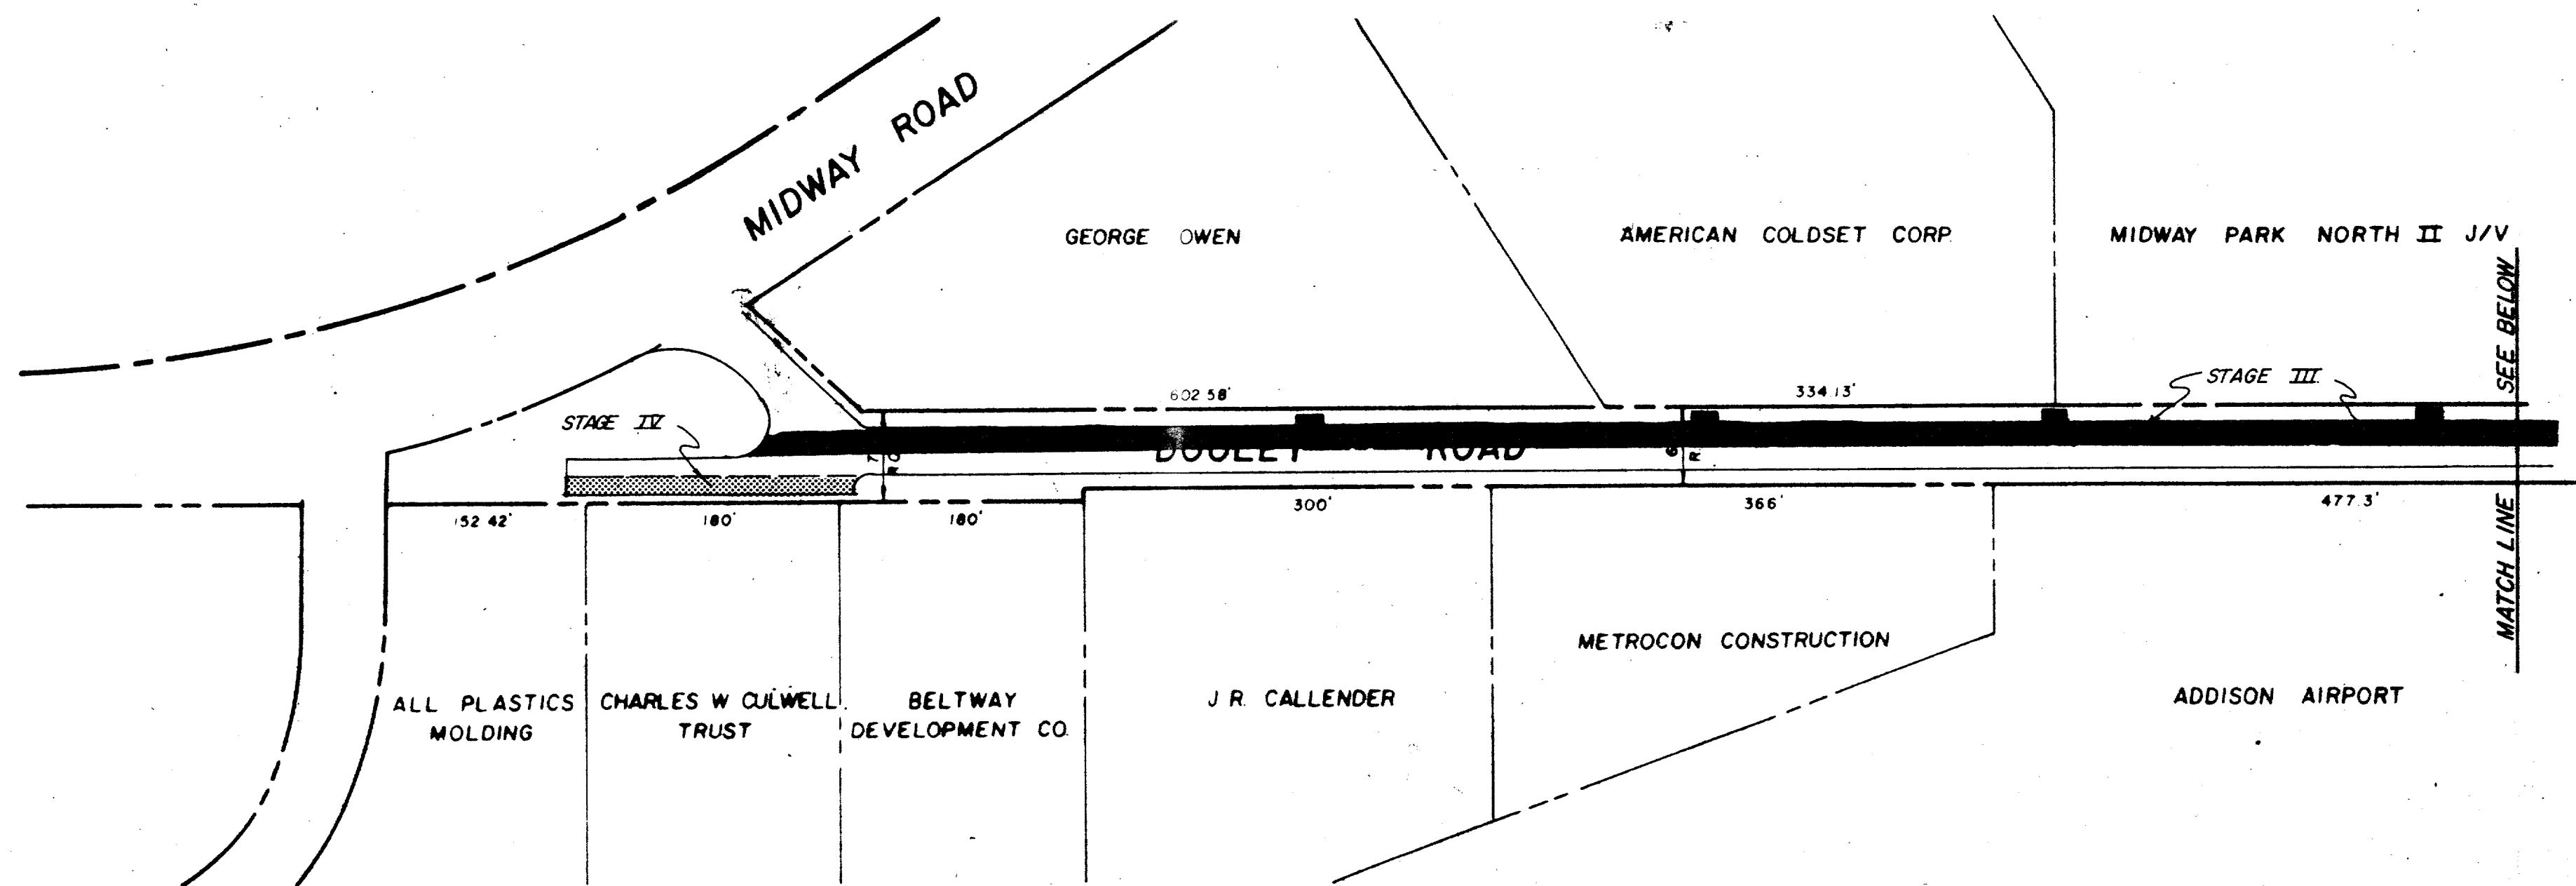 MIDWAY ROAD
GEORGE OWEN
AMERICAN COLDSET CORP.
MIDWAY PARK NORTH II J/V
SEE BELOW
STAGE III
602.58'
334.13'
STAGE IV
DOOLEY ROAD
152.42'
180'
180'
300'
366'
477.3'
MATCH LINE
METROCON CONSTRUCTION
ALL PLASTICS
MOLDING
CHARLES W CULWELL
TRUST
BELTWAY
DEVELOPMENT CO.
J R. CALLENDER
ADDISON AIRPORT